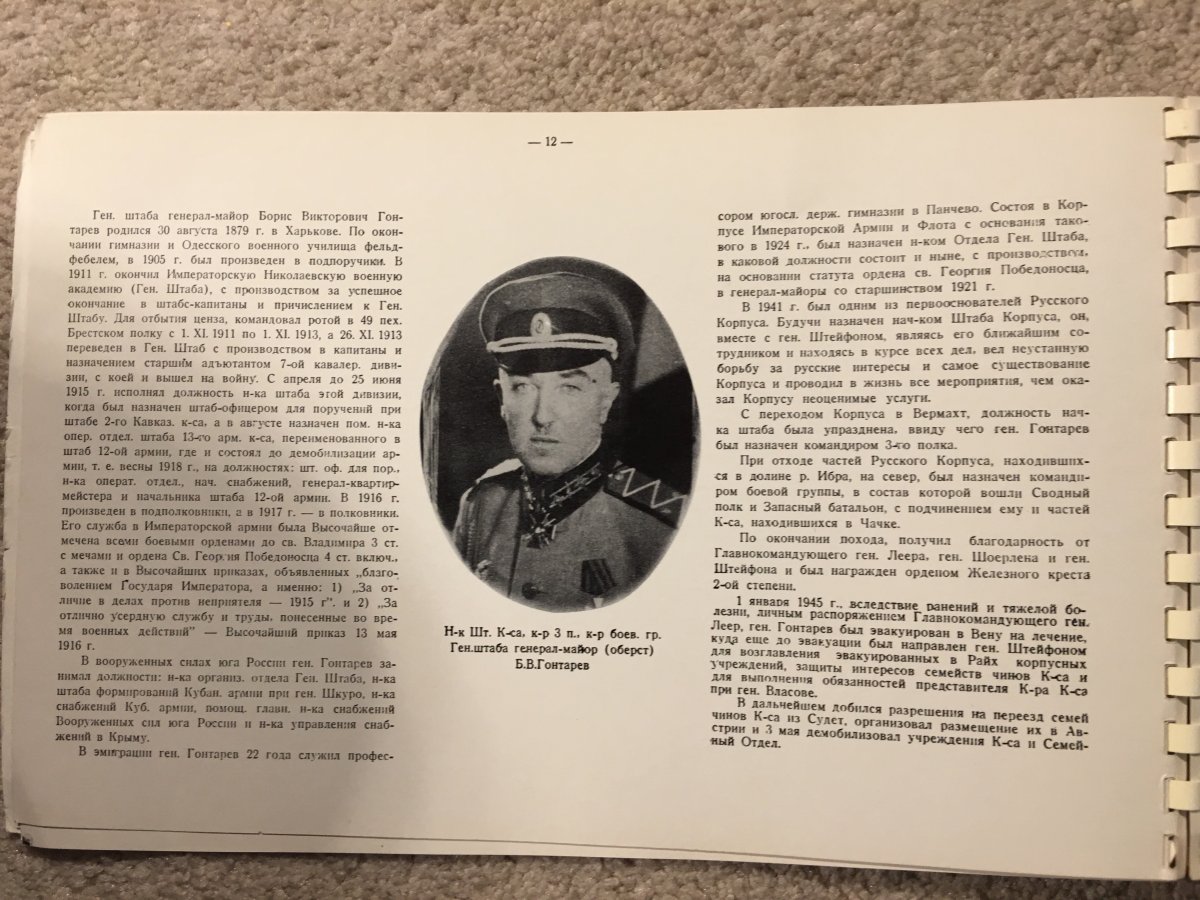 — 12 —
Ген. штаба генерал-майор Борис Викторович Гон-
тарев родился 30 августа 1879 г. в Харькове. По окон-
чании гимназии и Одесского военного училища фельд-
фебелем, в 1905 г. был произведен в подпоручики. В
1911 г. окончил Императорскую Николаевскую военную
академию (Ген. Штаба), с производством за успешное
окончание в штабс-капитаны и причислением к Ген.
Штабу. Для отбытия ценза, командовал ротой в 49 пех.
Брестском полку с 1. XI. 1911 по 1. XI. 1913, а 26. XI. 1913
переведен в Ген. Штаб с производством в капитаны и
назначением старшим адъютантом 7-ой кавалер. диви-
зии, с коей и вышел на войну. С апреля до 25 июня
1915 г. исполнял должность н-ка штаба этой дивизии,
когда был назначен штаб-офицером для поручений при
штабе 2-го Кавказ. к-са, а в августе назначен пом. н-ка
опер. отдел. штаба 13-го арм. к-са, переименованного в
штаб 12-ой армии, где и состоял до демобилизации ар-
мии, т. е. весны 1918 г., на должностях: шт. оф. для пор.,
н-ка операт. отдел., нач. снабжений, генерал-квартир-
мейстера и начальника штаба 12-ой армии. В 1916 г.
произведен в подполковники, а в 1917 г. — в полковники.
Его служба в Императорской армии была Высочайше от-
мечена всеми боевыми орденами до св. Владимира 3 ст.
с мечами и ордена Св. Георгия Победоносца 4 ст. включ.,
а также и в Высочайших приказах, объявленных „благо-
волением Государя Императора, а именно: 1) „За от-
личие в делах против неприятеля — 1915 г". и 2) „За
отлично усердную службу и труды, понесенные во вре-
мя военных действий" — Высочайший приказ 13 мая
1916 г.
В вооруженных силах юга России ген. Гонтарев за-
нимал должности: н-ка организ. отдела Ген. Штаба, н-ка
штаба формирований Кубан. армии при ген. Шкуро, н-ка
снабжений Куб. армии, помощ. главн. н-ка снабжений
Вооруженных сил юга России и н-ка управления снаб-
жений в Крыму.
В эмиграции ген. Гонтарев 22 года служил профес-
Н-к Шт. К-са, к-р 3 п., к-р боев. гр.
Ген.штаба генерал-майор (оберст)
Б.В.Гонтарев
сором югосл. держ. гимназии в Панчево. Состоя в Кор-
пусе Императорской Армии и Флота с основания тако-
вого в 1924 г., был назначен н-ком Отдела Ген. Штаба,
в каковой должности состоит и ныне, с производством,
на основании статута ордена св. Георгия Победоносца,
в генерал-майоры со старшинством 1921 г.
В 1941 г. был одним из первооснователей Русского
Корпуса. Будучи назначен нач-ком Штаба Корпуса, он,
вместе с ген. Штейфоном, являясь его ближайшим со-
трудником и находясь в курсе всех дел, вел неустанную
борьбу за русские интересы и самое существование
Корпуса и проводил в жизнь все мероприятия, чем ока-
зал Корпусу неоценимые услуги.
С переходом Корпуса в Вермахт, должность нач-
ка штаба была упразднена, ввиду чего ген. Гонтарев
был назначен командиром 3-го полка.
При отходе частей Русского Корпуса, находивших-
ся в долине р. Ибра, на север, был назначен команди-
ром боевой группы, в состав которой вошли Сводный
полк и Запасный батальон, с подчинением ему и частей
К-са, находившихся в Чачке.
По окончании похода, получил благодарность от
Главнокомандующего ген. Леера, ген. Шоерлена и ген.
Штейфона и был награжден орденом Железного креста
2-ой степени.
1 января 1945 г., вследствие ранений и тяжелой бо-
лезни, личным распоряжением Главнокомандующего ген.
Леер, ген. Гонтарев был эвакуирован в Вену на лечение,
куда еще до эвакуации был направлен ген. Штейфоном
для возглавления эвакуированных в Райх корпусных
учреждений, защиты интересов семейств чинов К-са и
для выполнения обязанностей представителя К-ра К-са
при ген. Власове.
В дальнейшем добился разрешения на переезд семей
чинов К-са из Судет, организовал размещение их в Ав-
стрии и 3 мая демобилизовал учреждения К-са и Семей-
ный Отдел.